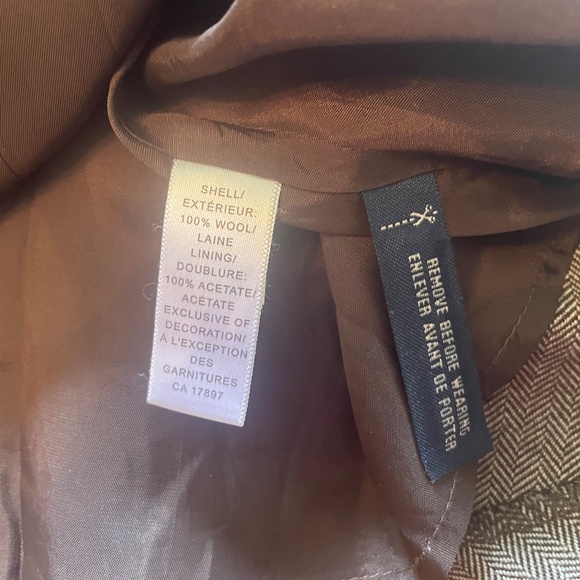 SHELL/
EXTÉRIEUR:
100% WOOL/
LAINE
LINING/
DOUBLURE:
100% ACETATE/
ACÉTATE
EXCLUSIVE OF
DECORATION/
À L'EXCEPTION
DES
GARNITURES
CA 17897
REMOVE BEFORE WEARING
ENLEVER AVANT DE PORTER